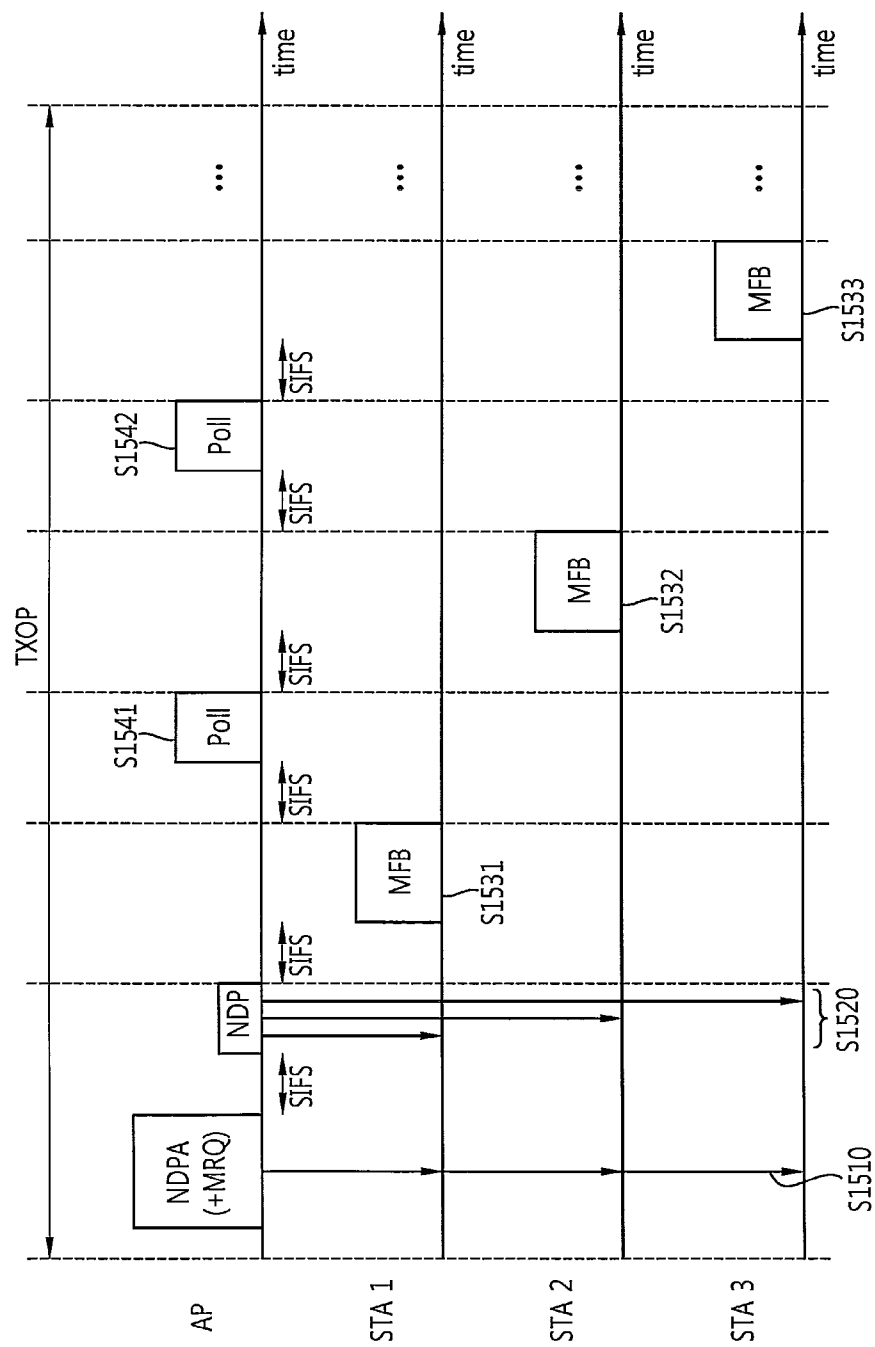 TXOP
AP
NDPA
(+MRQ)
SIFS
NDP
SIFS
SIFS
S1541
Poll
SIFS
SIFS
S1542
Poll
SIFS
...
time
STA 1
MFB
S1531
...
time
STA 2
MFB
S1532
...
time
STA 3
S1510
S1520
MFB
S1533
...
time